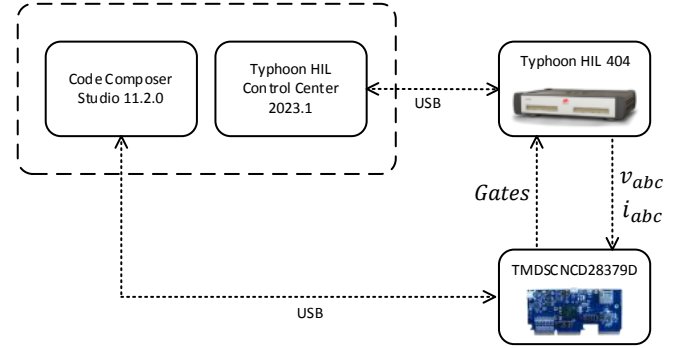 Code Composer
Studio 11.2.0
Typhoon HIL
Control Center
2023.1
USB
Typhoon HIL 404
Gates
v_abc
i_abc
TMDSCNCD28379D
USB